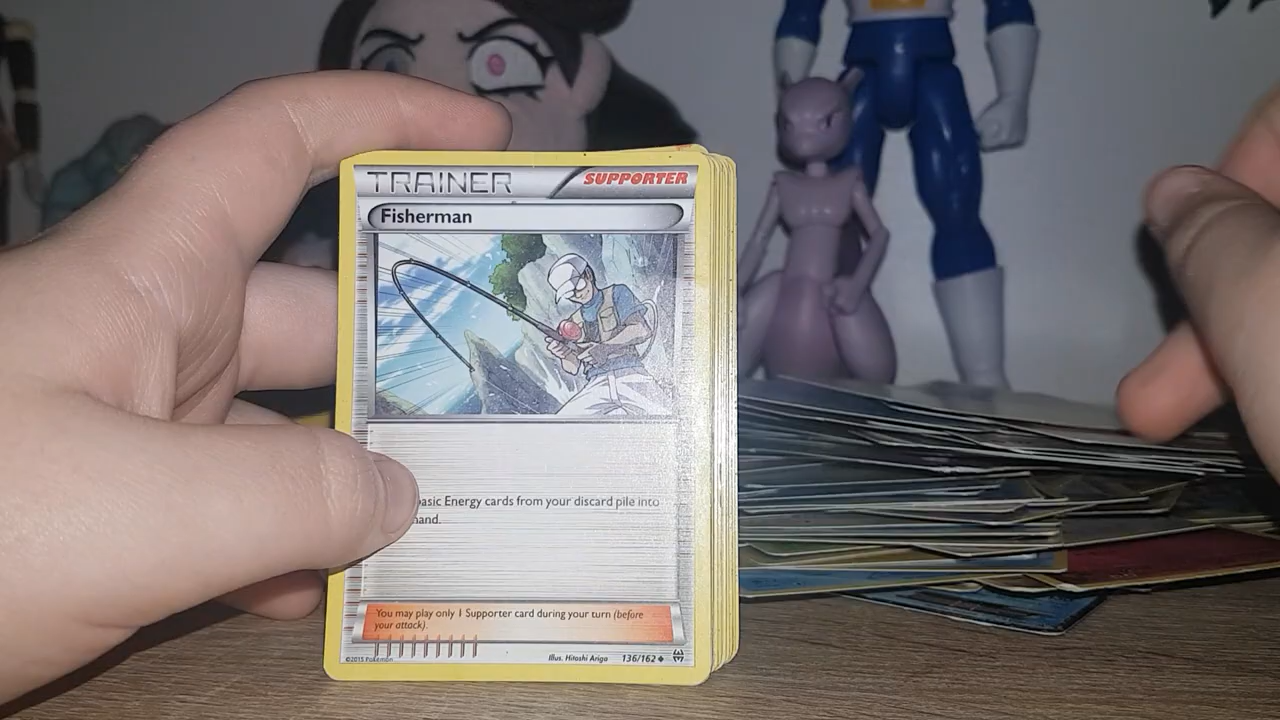 TRAINER SUPPORTER
Fisherman
basic Energy cards from your discard pile into
hand.
You may play only 1 Supporter card during your turn (before
your attack).
©2015 Pokémon Illus. Hitoshi Ariga 136/162